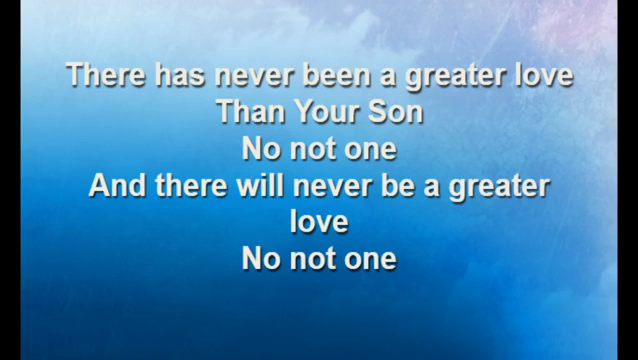 There has never been a greater love
Than Your Son
No not one
And there will never be a greater
love
No not one